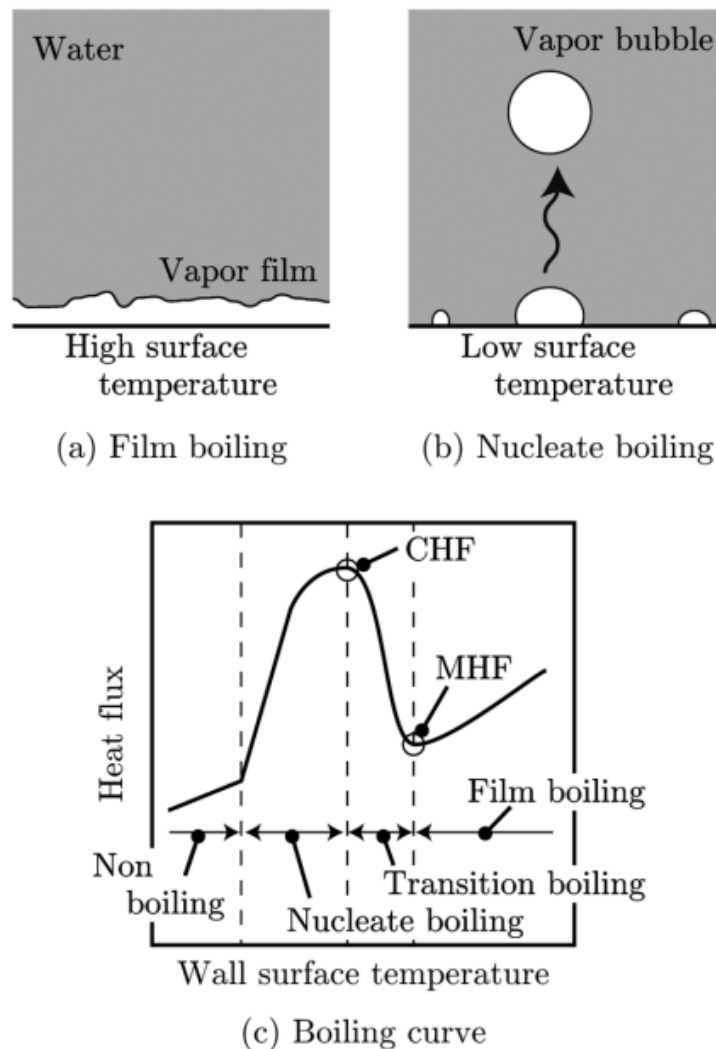 Water
Vapor film
High surface
temperature
(a) Film boiling
Vapor bubble
Low surface
temperature
(b) Nucleate boiling
CHF
MHF
Heat flux
Film boiling
Non
boiling
Transition boiling
Nucleate boiling
Wall surface temperature
(c) Boiling curve